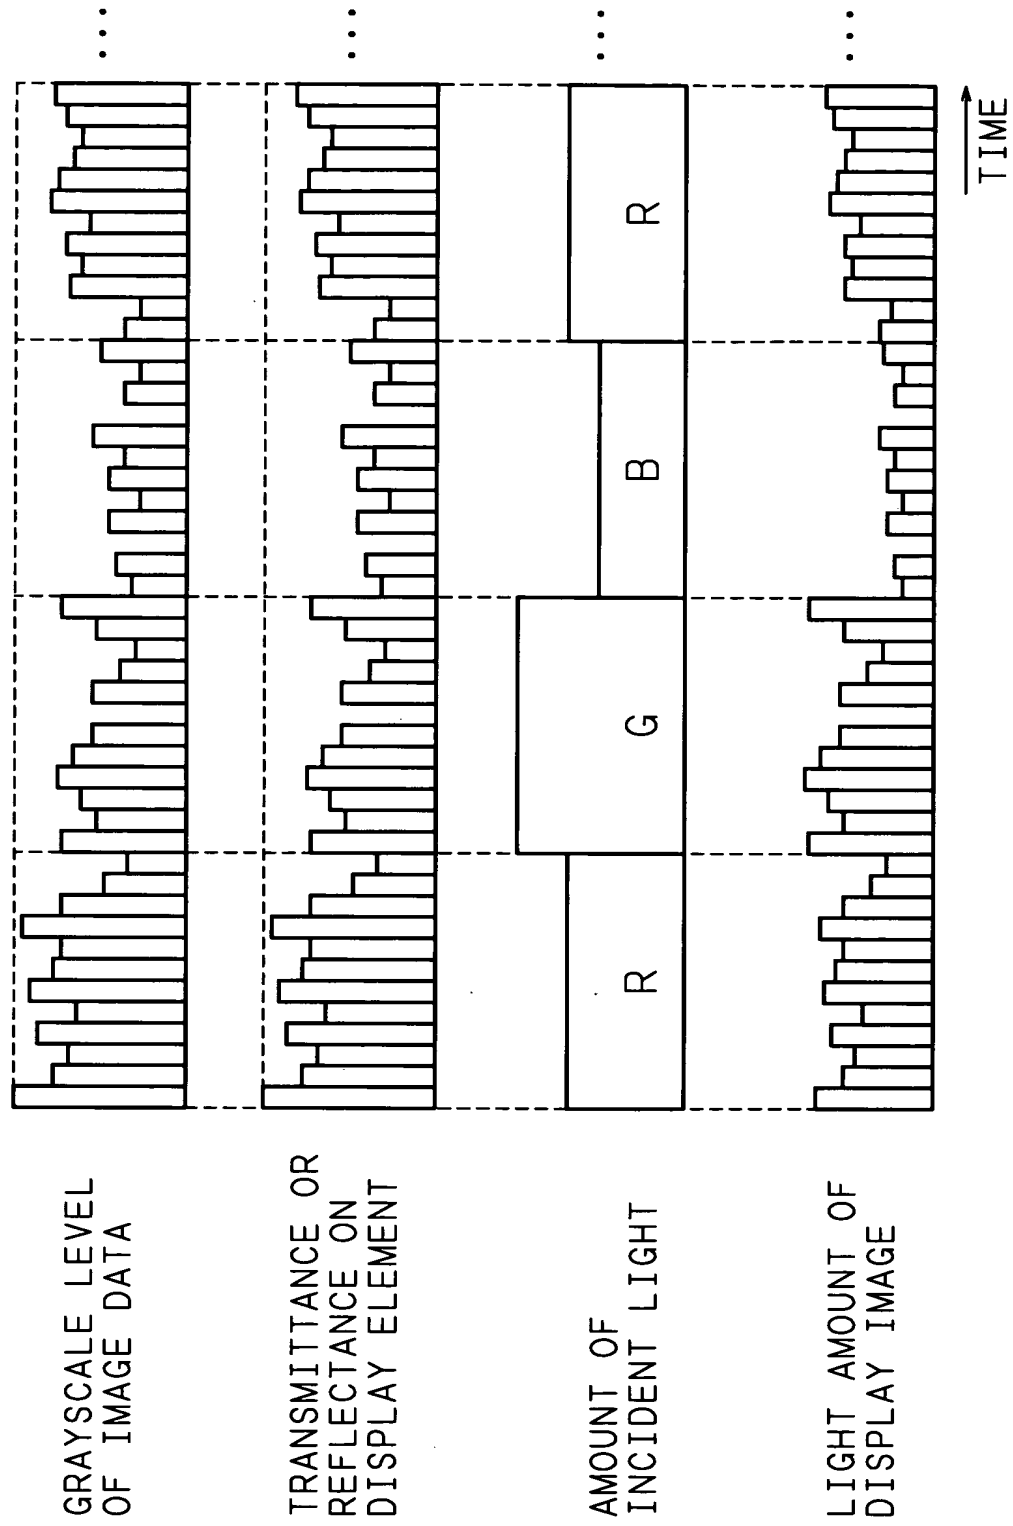 GRAYSCALE LEVEL
OF IMAGE DATA
TRANSMITTANCE OR
REFLECTANCE ON
DISPLAY ELEMENT
AMOUNT OF
INCIDENT LIGHT
R
G
B
R
LIGHT AMOUNT OF
DISPLAY IMAGE
TIME